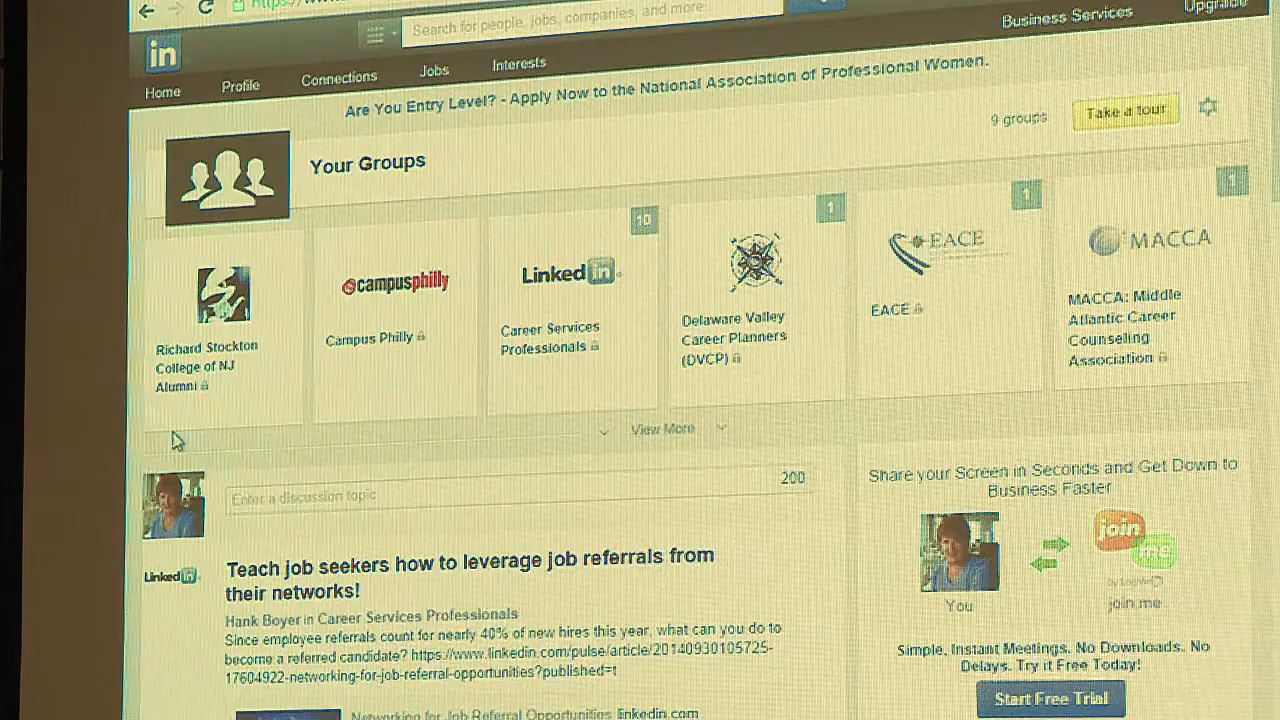 Search for people, jobs, companies, and more
Business Services
Upgrade
in
Home
Profile
Connections
Jobs
Interests
Are You Entry Level? - Apply Now to the National Association of Professional Women.
9 groups
Take a tour
Your Groups
10
1
1
1
campusphilly
Linked in
EACE
MACCA
Richard Stockton
College of NJ
Alumni
Campus Philly
Career Services
Professionals
Delaware Valley
Career Planners
(DVCP)
EACE
MACCA: Middle
Atlantic Career
Counseling
Association
View More
Enter a discussion topic
200
Share your Screen in Seconds and Get Down to
Business Faster
join
me
You
join me
Simple, Instant Meetings. No Downloads. No
Delays. Try it Free Today!
Start Free Trial
Linked in
Teach job seekers how to leverage job referrals from
their networks!
Hank Boyer in Career Services Professionals
Since employee referrals count for nearly 40% of new hires this year, what can you do to
become a referred candidate? https://www.linkedin.com/pulse/article/20140930105725-
17604922-networking-for-job-referral-opportunities?published=t
Networking for Job Referral Opportunities linkedin.com